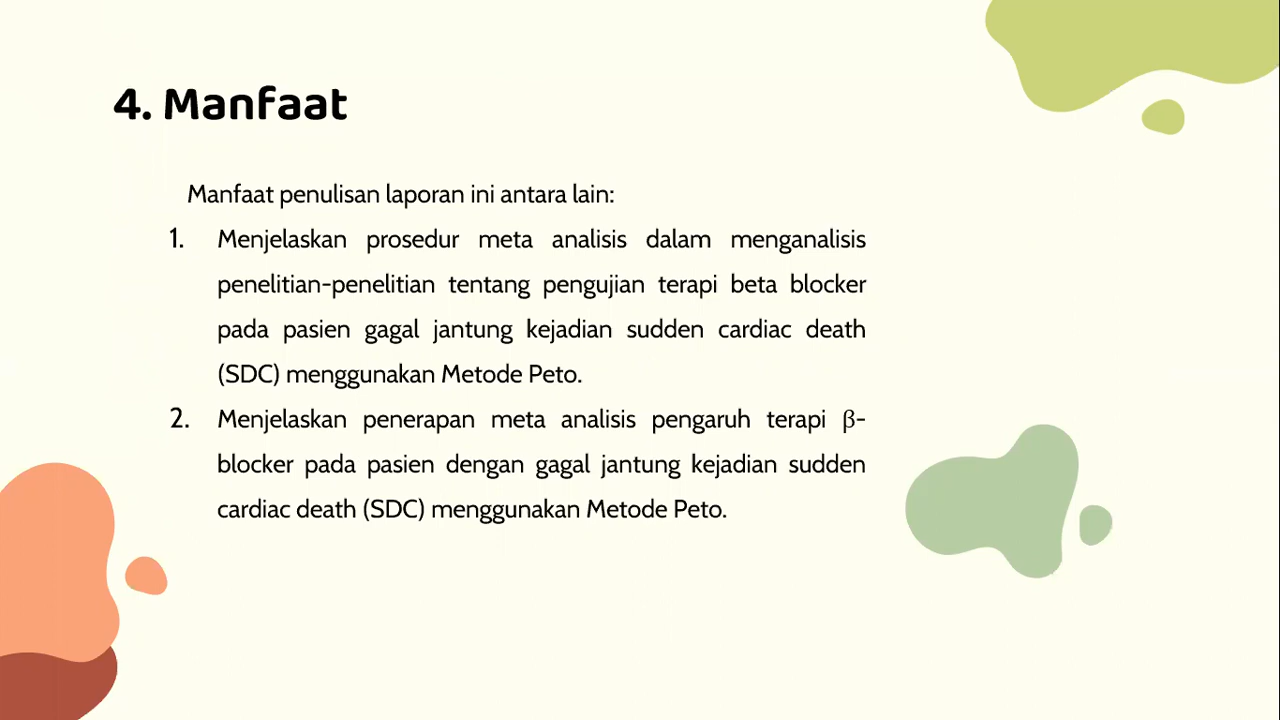 4. Manfaat
Manfaat penulisan laporan ini antara lain:
1. Menjelaskan prosedur meta analisis dalam menganalisis
penelitian-penelitian tentang pengujian terapi beta blocker
pada pasien gagal jantung kejadian sudden cardiac death
(SDC) menggunakan Metode Peto.
2. Menjelaskan penerapan meta analisis pengaruh terapi β-
blocker pada pasien dengan gagal jantung kejadian sudden
cardiac death (SDC) menggunakan Metode Peto.